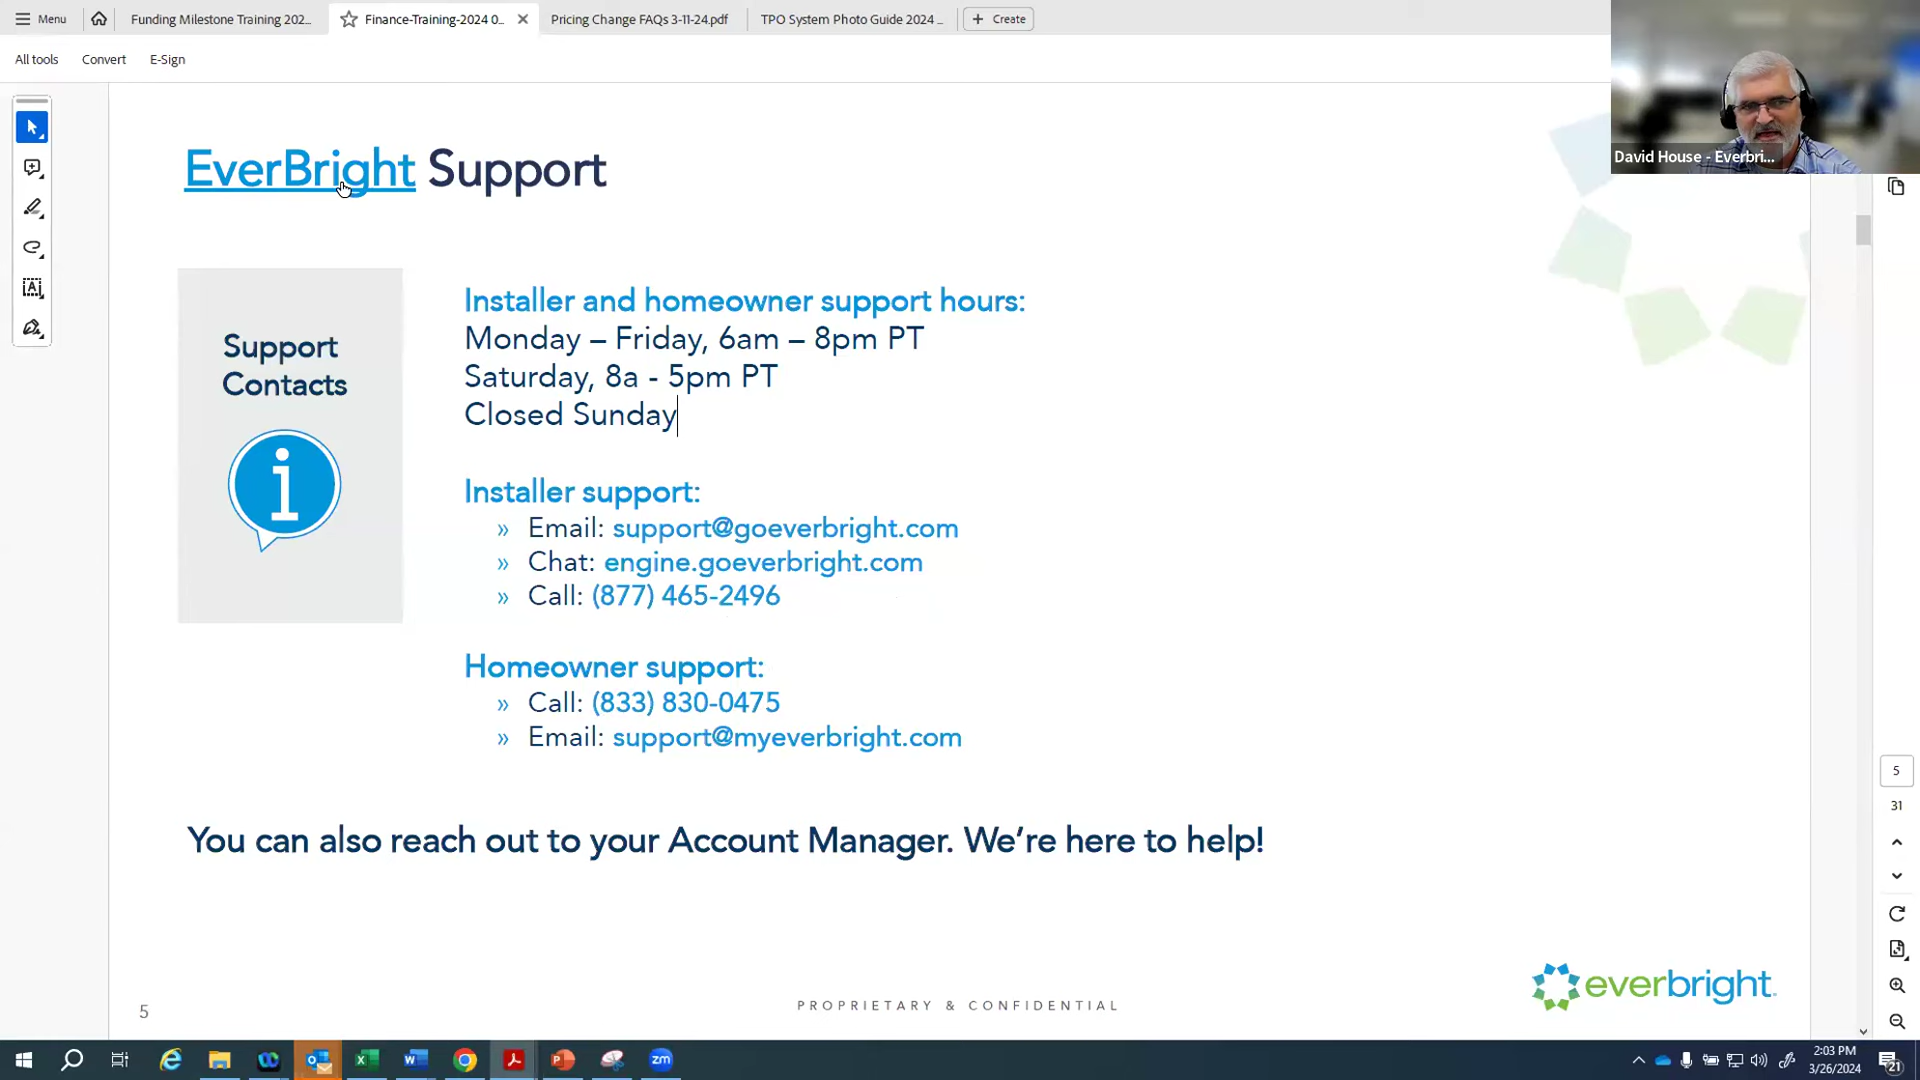 Menu
Funding Milestone Training 202...
Finance-Training-2024 0...
Pricing Change FAQs 3-11-24.pdf
TPO System Photo Guide 2024 ...
Create
All tools
Convert
E-Sign
David House - Everbri...
EverBright Support
Support
Contacts
Installer and homeowner support hours:
Monday – Friday, 6am – 8pm PT
Saturday, 8a - 5pm PT
Closed Sunday
Installer support:
» Email: support@goeverbright.com
» Chat: engine.goeverbright.com
» Call: (877) 465-2496
Homeowner support:
» Call: (833) 830-0475
» Email: support@myeverbright.com
You can also reach out to your Account Manager. We're here to help!
5
31
5
PROPRIETARY & CONFIDENTIAL
everbright.
zm
2:03 PM
3/26/2024
21